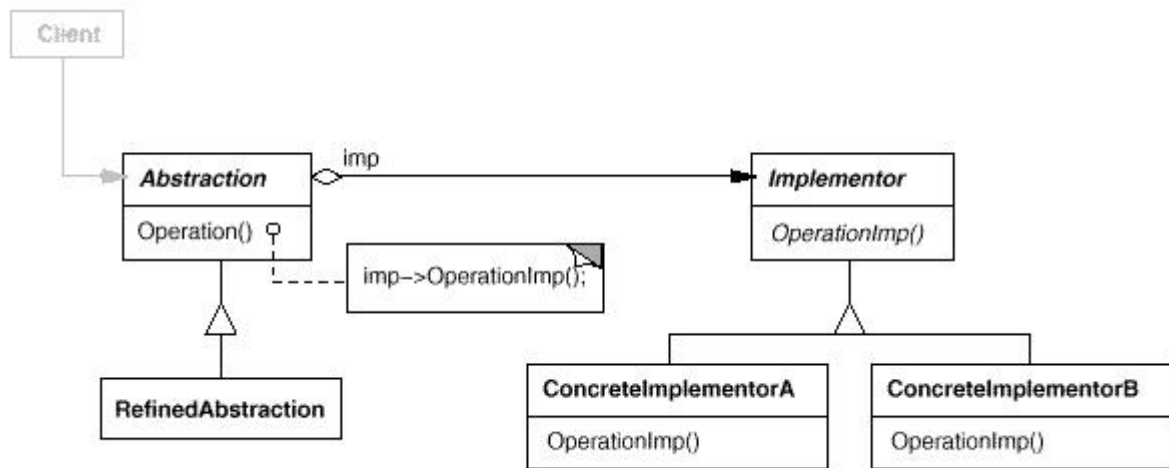 Client
imp
Abstraction
Implementor
Operation()
OperationImp()
imp->OperationImp();
RefinedAbstraction
ConcreteImplementorA
ConcreteImplementorB
OperationImp()
OperationImp()